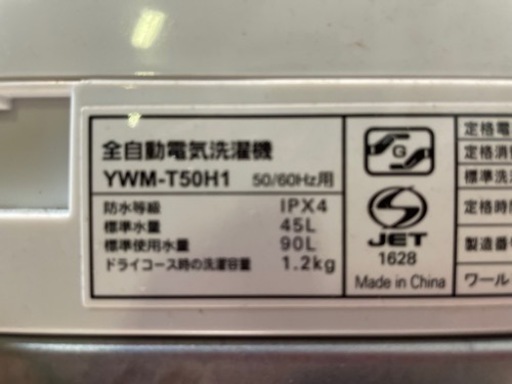 全自動電気洗濯機
YWM-T50H1 50/60Hz用
防水等級 IPX4
標準水量 45L
標準使用水量 90L
ドライコース時の洗濯容量 1.2kg
G
JET
1628
Made in China
定格電
定格消
標準洗
定格時
製造番
ワール